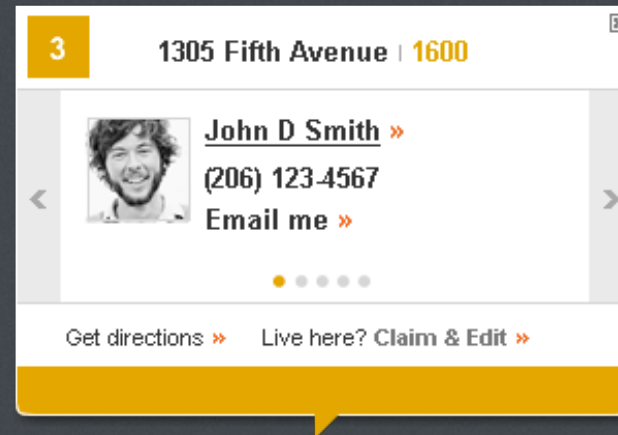 3 1305 Fifth Avenue | 1600
John D Smith »
(206) 123-4567
Email me »
Get directions » Live here? Claim & Edit »